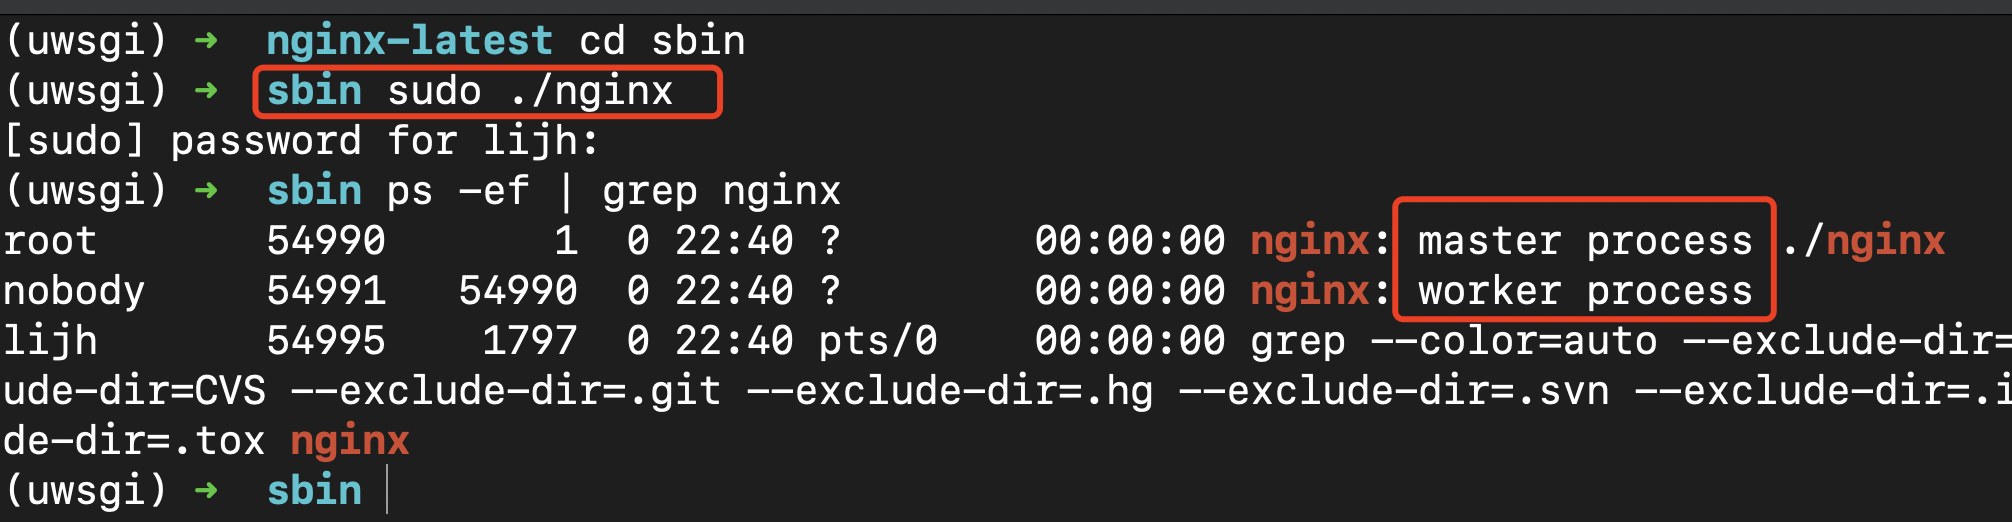 (uwsgi) ➜  nginx-latest cd sbin
(uwsgi) ➜  sbin sudo ./nginx
[sudo] password for lijh:
(uwsgi) ➜  sbin ps -ef | grep nginx
root       54990       1  0 22:40 ?        00:00:00 nginx: master process ./nginx
nobody     54991   54990  0 22:40 ?        00:00:00 nginx: worker process
lijh       54995    1797  0 22:40 pts/0    00:00:00 grep --color=auto --exclude-dir=
ude-dir=CVS --exclude-dir=.git --exclude-dir=.hg --exclude-dir=.svn --exclude-dir=.i
de-dir=.tox nginx
(uwsgi) ➜  sbin